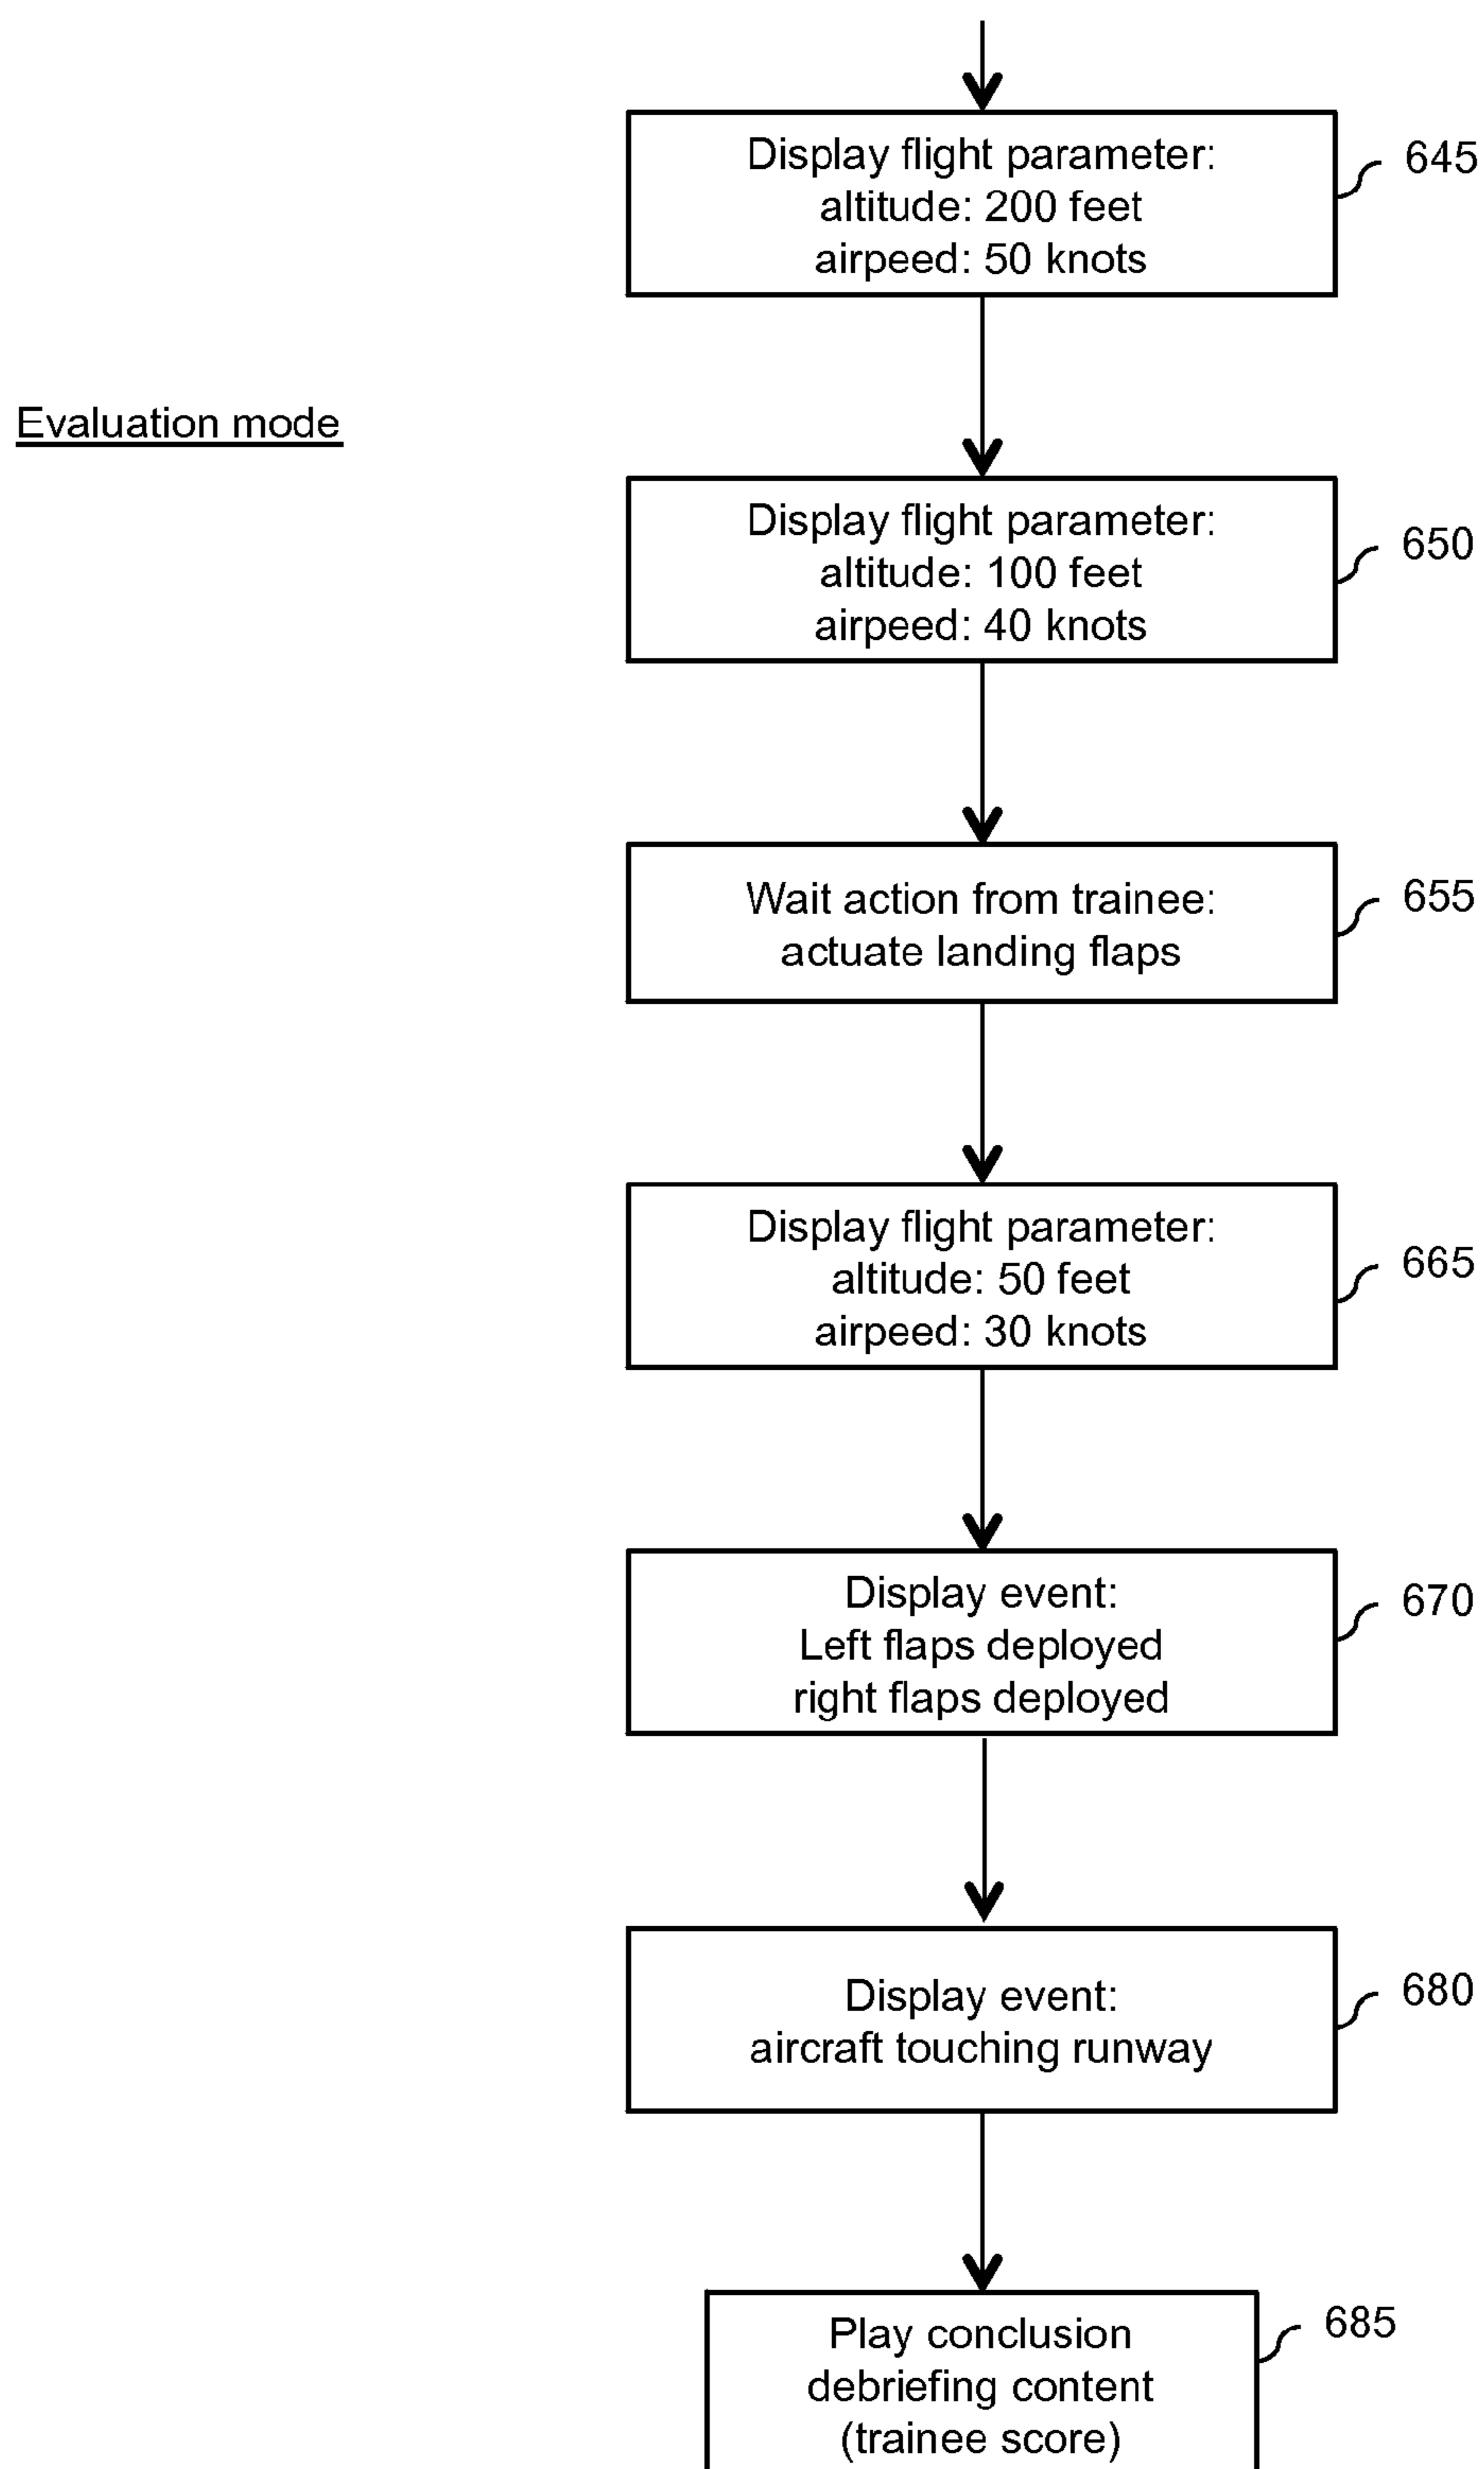 Display flight parameter:
altitude: 200 feet
airpeed: 50 knots
645
Evaluation mode
Display flight parameter:
altitude: 100 feet
airpeed: 40 knots
650
Wait action from trainee:
actuate landing flaps
655
Display flight parameter:
altitude: 50 feet
airpeed: 30 knots
665
Display event:
Left flaps deployed
right flaps deployed
670
Display event:
aircraft touching runway
680
Play conclusion
debriefing content
(trainee score)
685